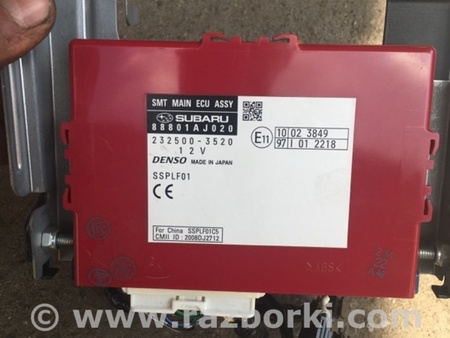 SMT MAIN ECU ASSY
SUBARU
88801AJ020
232500-3520
12V
DENSO MADE IN JAPAN
SSPLF01
CE
For China SSPLF01C5
CMII ID: 2008DJ2712
E11
10 02 3849
97 I 01 2218
>ABS<
www.razborki.com